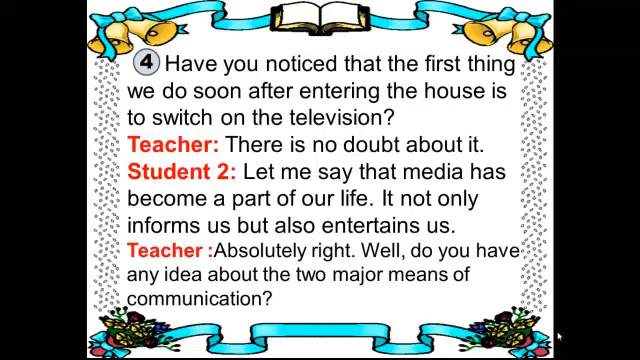 4 Have you noticed that the first thing
we do soon after entering the house is
to switch on the television?
Teacher: There is no doubt about it.
Student 2: Let me say that media has
become a part of our life. It not only
informs us but also entertains us.
Teacher :Absolutely right. Well, do you have
any idea about the two major means of
communication?